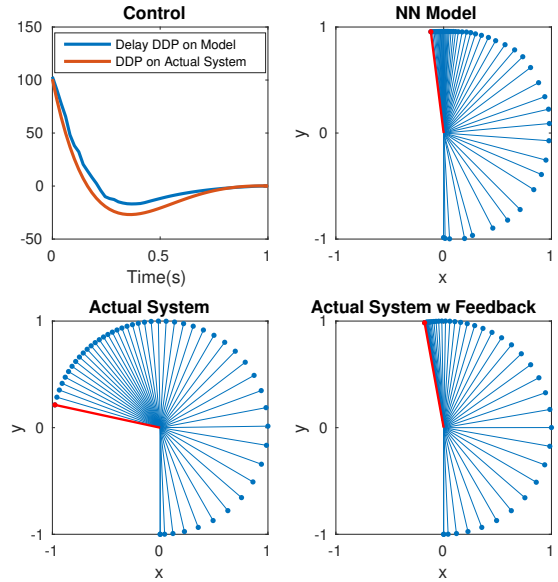 Control
150
100
50
0
-50
0
0.5
1
Time(s)
Delay DDP on Model
DDP on Actual System
NN Model
1
0
-1
y
-1
0
1
x
Actual System
1
0
-1
y
-1
0
1
x
Actual System w Feedback
1
0
-1
y
-1
0
1
x